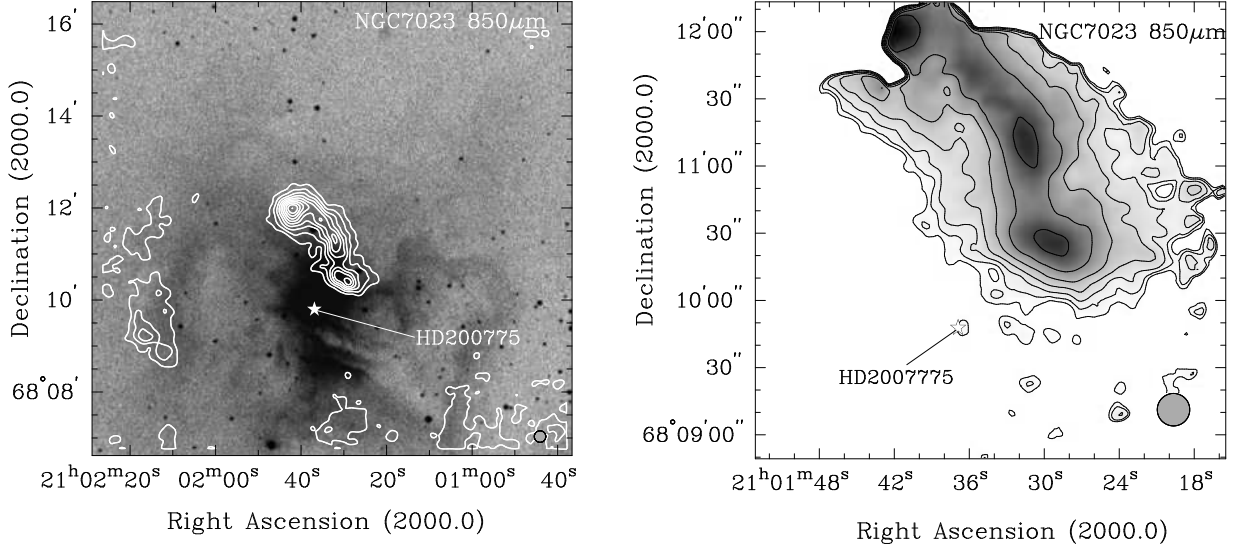 NGC7023 850μm
16′
14′
12′
10′
68°08′
Declination (2000.0)
HD200775
21ʰ02ᵐ20ˢ
02ᵐ00ˢ
40ˢ
20ˢ
01ᵐ00ˢ
40ˢ
Right Ascension (2000.0)
NGC7023 850μm
12′00″
30″
11′00″
30″
10′00″
30″
68°09′00″
Declination (2000.0)
HD2007775
21ʰ01ᵐ48ˢ
42ˢ
36ˢ
30ˢ
24ˢ
18ˢ
Right Ascension (2000.0)